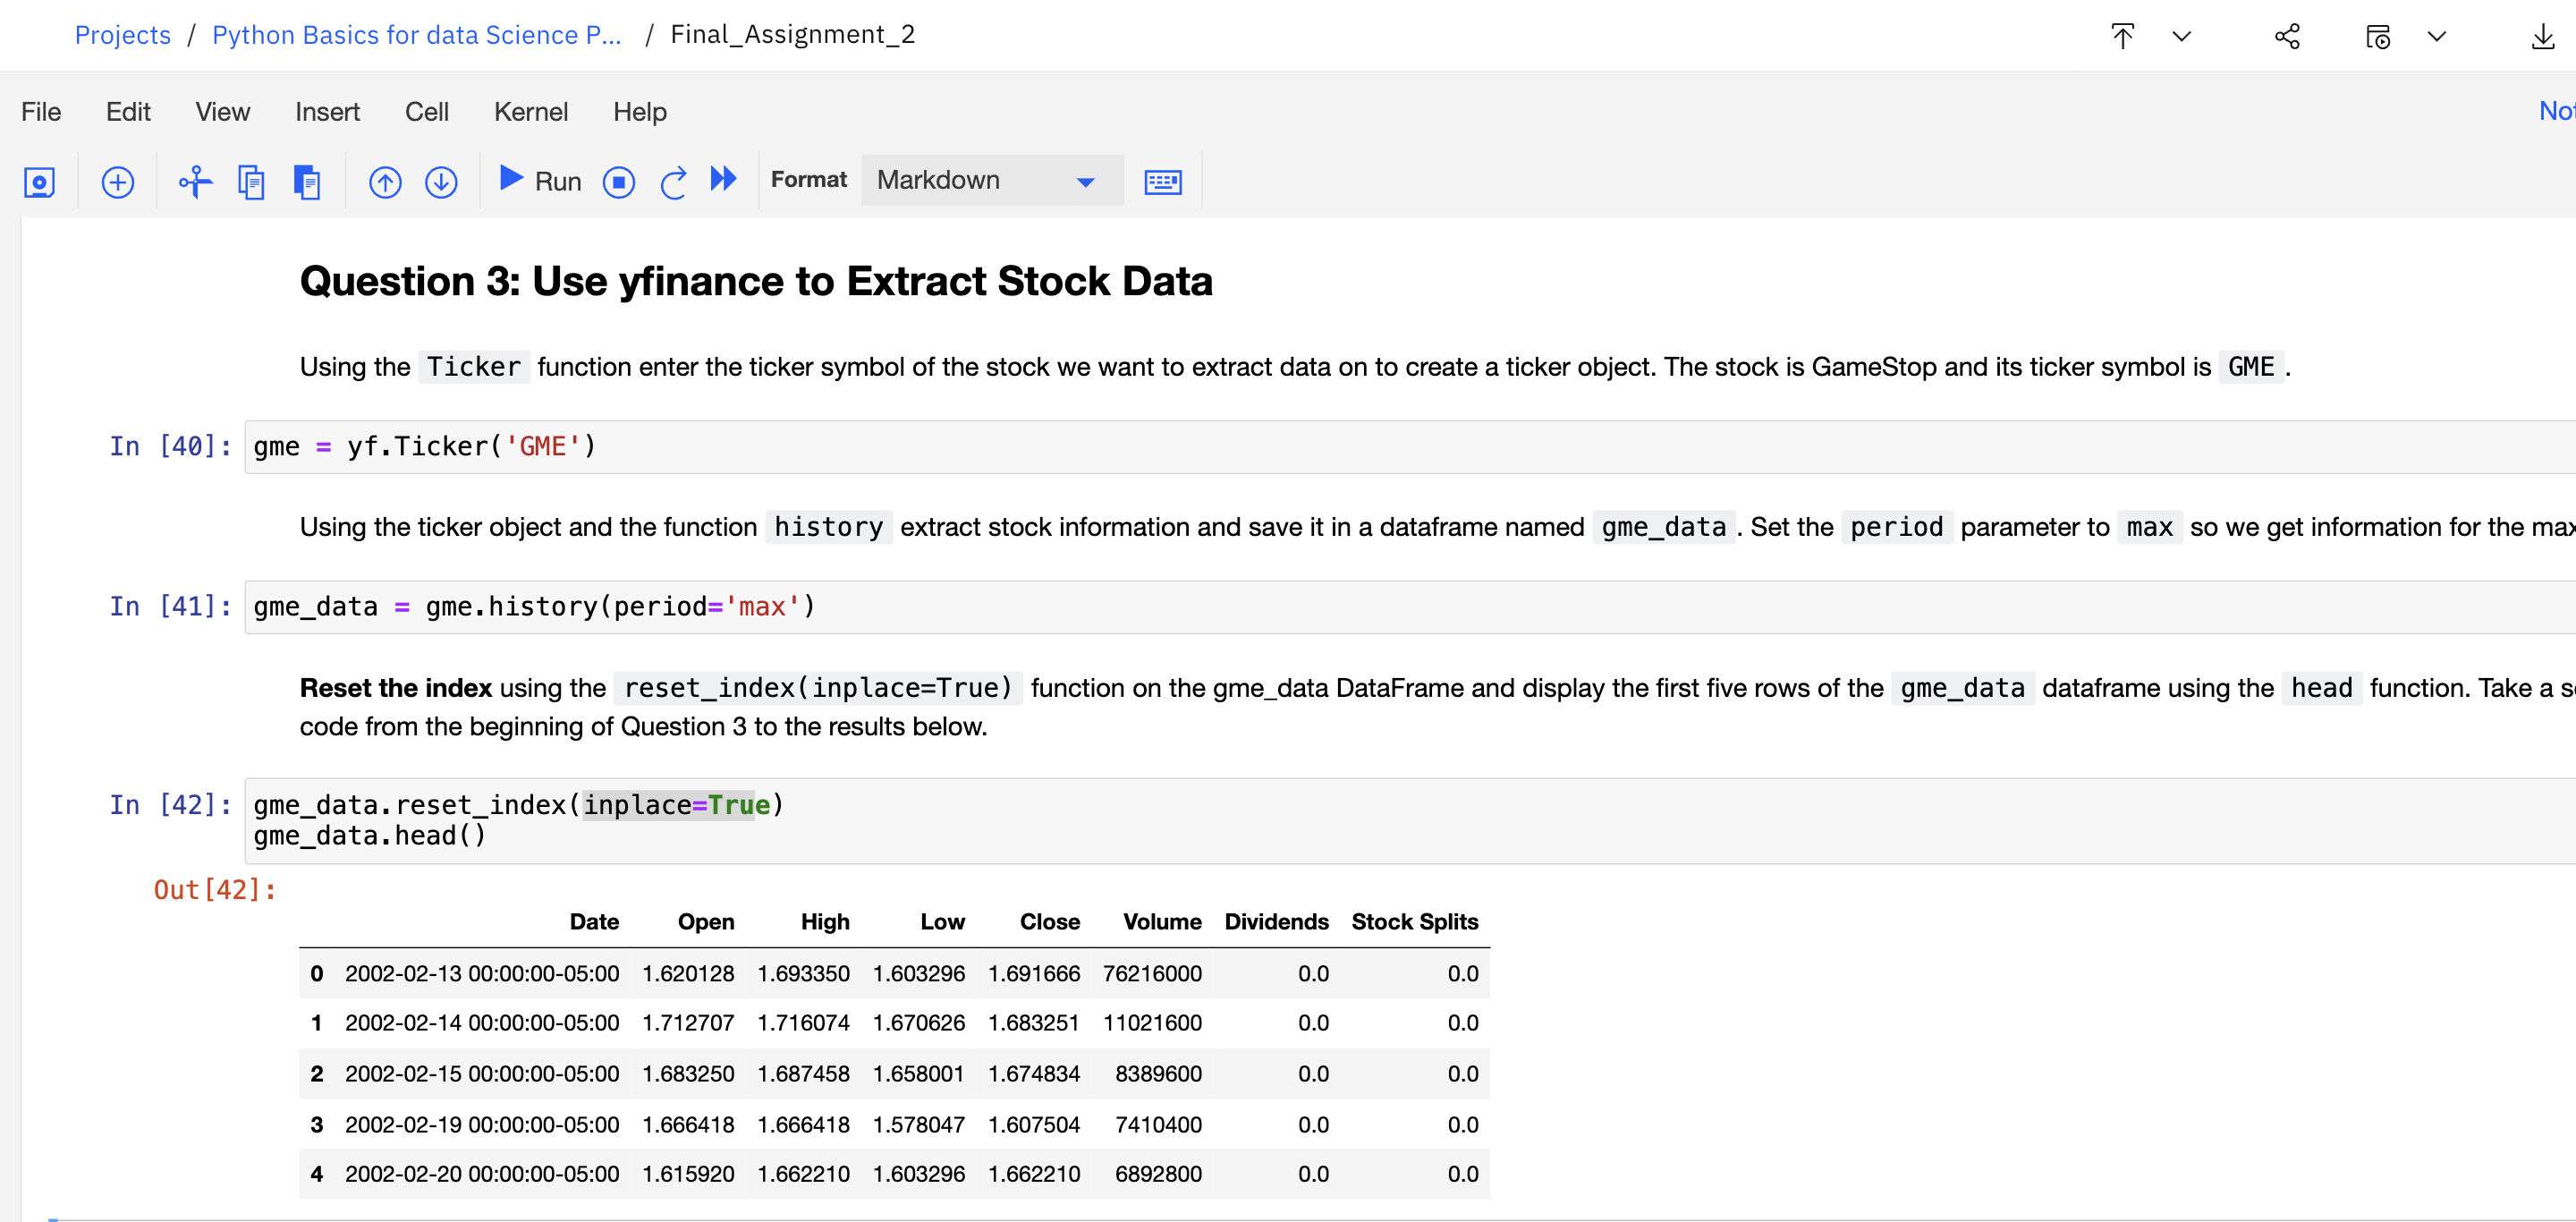 Projects / Python Basics for data Science P... / Final_Assignment_2
File Edit View Insert Cell Kernel Help
Run Format Markdown
Question 3: Use yfinance to Extract Stock Data
Using the Ticker function enter the ticker symbol of the stock we want to extract data on to create a ticker object. The stock is GameStop and its ticker symbol is GME .
In [40]: gme = yf.Ticker('GME')
Using the ticker object and the function history extract stock information and save it in a dataframe named gme_data . Set the period parameter to max so we get information for the
In [41]: gme_data = gme.history(period='max')
Reset the index using the reset_index(inplace=True) function on the gme_data DataFrame and display the first five rows of the gme_data dataframe using the head function. Take a
code from the beginning of Question 3 to the results below.
In [42]: gme_data.reset_index(inplace=True)
gme_data.head()
Out[42]:
Date Open High Low Close Volume Dividends Stock Splits
0 2002-02-13 00:00:00-05:00 1.620128 1.693350 1.603296 1.691666 76216000 0.0 0.0
1 2002-02-14 00:00:00-05:00 1.712707 1.716074 1.670626 1.683251 11021600 0.0 0.0
2 2002-02-15 00:00:00-05:00 1.683250 1.687458 1.658001 1.674834 8389600 0.0 0.0
3 2002-02-19 00:00:00-05:00 1.666418 1.666418 1.578047 1.607504 7410400 0.0 0.0
4 2002-02-20 00:00:00-05:00 1.615920 1.662210 1.603296 1.662210 6892800 0.0 0.0